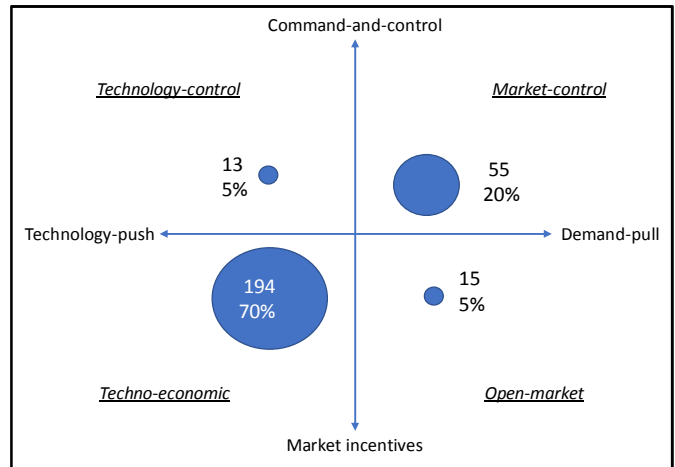 Command-and-control
Technology-control
Market-control
13
5%
55
20%
Technology-push
Demand-pull
194
70%
15
5%
Techno-economic
Open-market
Market incentives